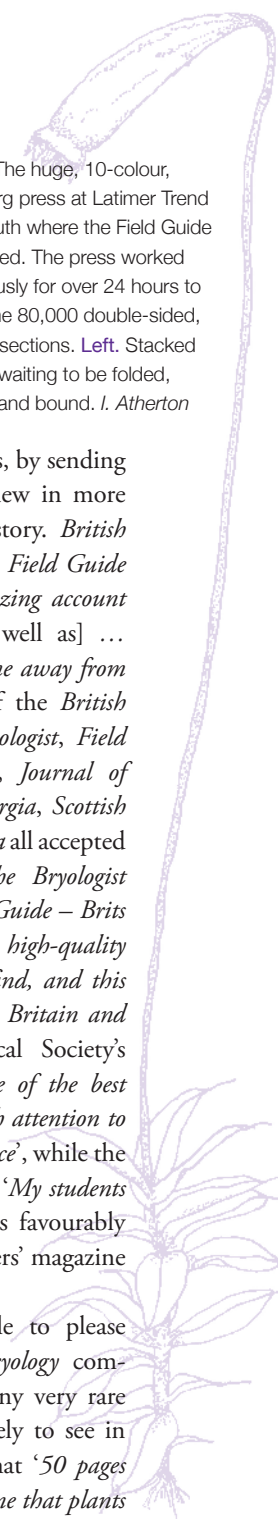 The huge, 10-colour,
rg press at Latimer Trend
uth where the Field Guide
ed. The press worked
usly for over 24 hours to
ne 80,000 double-sided,
sections. Left. Stacked
waiting to be folded,
and bound. I. Atherton
s, by sending
iew in more
story. British
Field Guide
zing account
well as] …
me away from
f the British
ologist, Field
, Journal of
rgia, Scottish
a all accepted
he Bryologist
Guide – Brits
high-quality
ind, and this
Britain and
cal Society’s
e of the best
h attention to
ce’, while the
‘My students
s favourably
ers’ magazine
le to please
ryology com-
ny very rare
ely to see in
hat ‘50 pages
me that plants